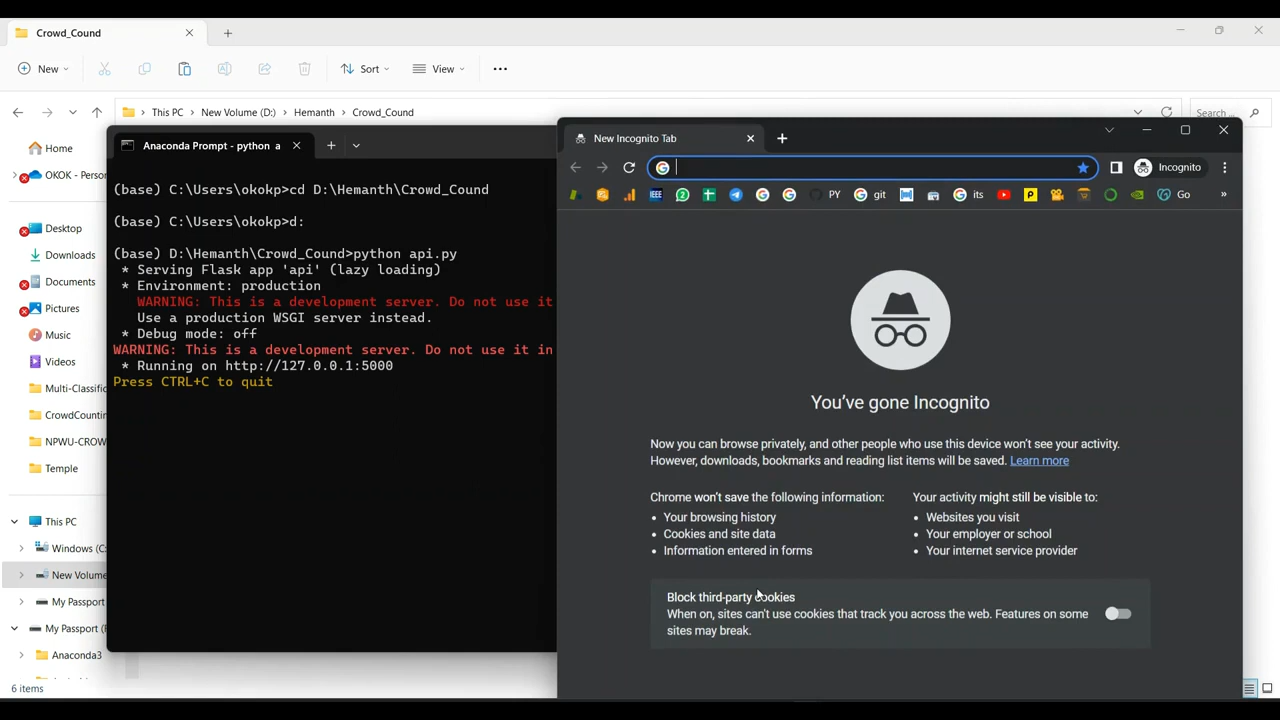 Crowd_Cound
New
Sort
View
This PC
New Volume (D:)
Hemanth
Crowd_Cound
Search
Home
OKOK - Person
Desktop
Downloads
Documents
Pictures
Music
Videos
Multi-Classific
CrowdCountin
NPWU-CROW
Temple
This PC
Windows (C:
New Volume
My Passport
My Passport (
Anaconda3
6 items
Anaconda Prompt - python a
(base) C:\Users\okokp>cd D:\Hemanth\Crowd_Cound
(base) C:\Users\okokp>d:
(base) D:\Hemanth\Crowd_Cound>python api.py
* Serving Flask app 'api' (lazy loading)
* Environment: production
WARNING: This is a development server. Do not use it
Use a production WSGI server instead.
* Debug mode: off
WARNING: This is a development server. Do not use it in
* Running on http://127.0.0.1:5000
Press CTRL+C to quit
New Incognito Tab
Incognito
IEEE
PY
git
its
Go
You've gone Incognito
Now you can browse privately, and other people who use this device won't see your activity.
However, downloads, bookmarks and reading list items will be saved. Learn more
Chrome won't save the following information:
• Your browsing history
• Cookies and site data
• Information entered in forms
Your activity might still be visible to:
• Websites you visit
• Your employer or school
• Your internet service provider
Block third-party cookies
When on, sites can't use cookies that track you across the web. Features on some
sites may break.